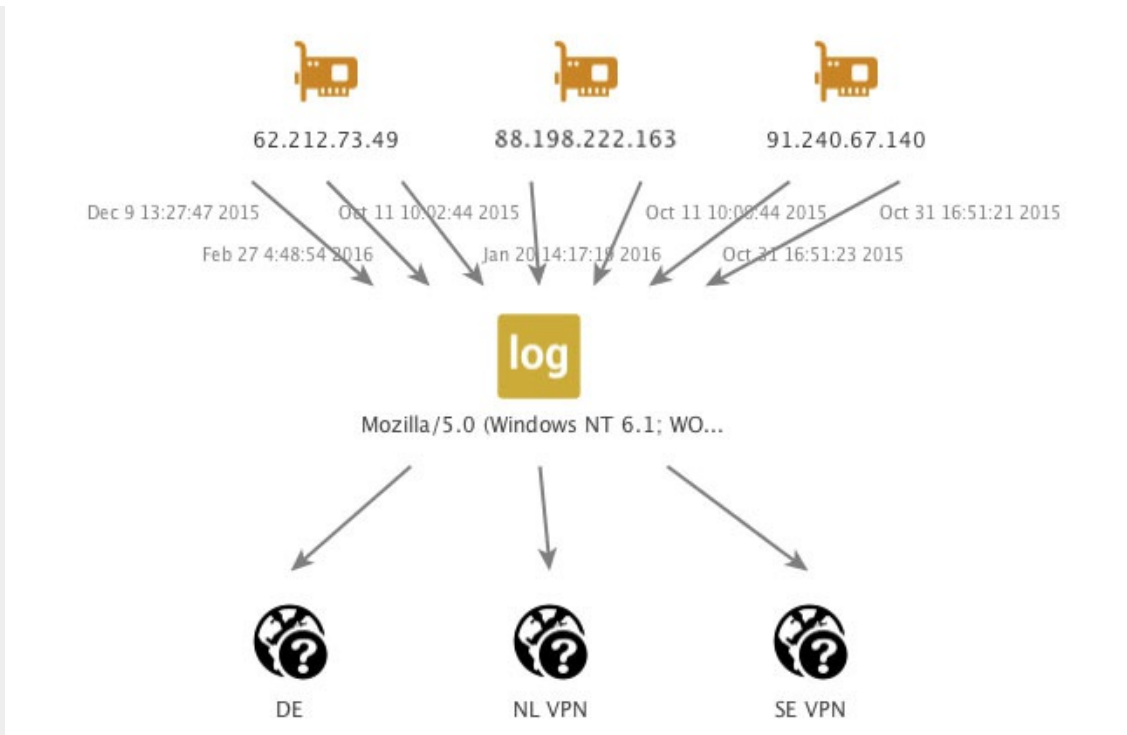 62.212.73.49 88.198.222.163 91.240.67.140
Dec 9 13:27:47 2015 Oct 11 10:02:44 2015 Oct 11 10:00:44 2015 Oct 31 16:51:21 2015
Feb 27 4:48:54 2016 Jan 20 14:17:19 2016 Oct 31 16:51:23 2015
log
Mozilla/5.0 (Windows NT 6.1; WO...
DE NL VPN SE VPN